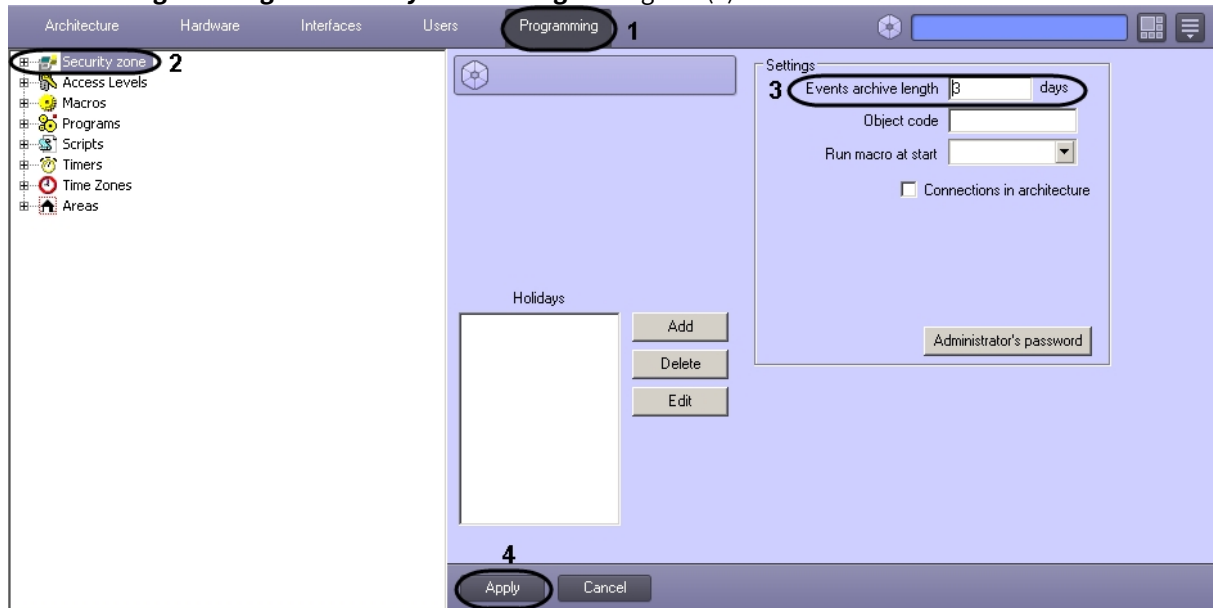 Architecture Hardware Interfaces Users Programming 1
Security zone 2
Access Levels
Macros
Programs
Scripts
Timers
Time Zones
Areas
Settings
3 Events archive length 3 days
Object code
Run macro at start
Connections in architecture
Administrator's password
Holidays
Add
Delete
Edit
4
Apply Cancel